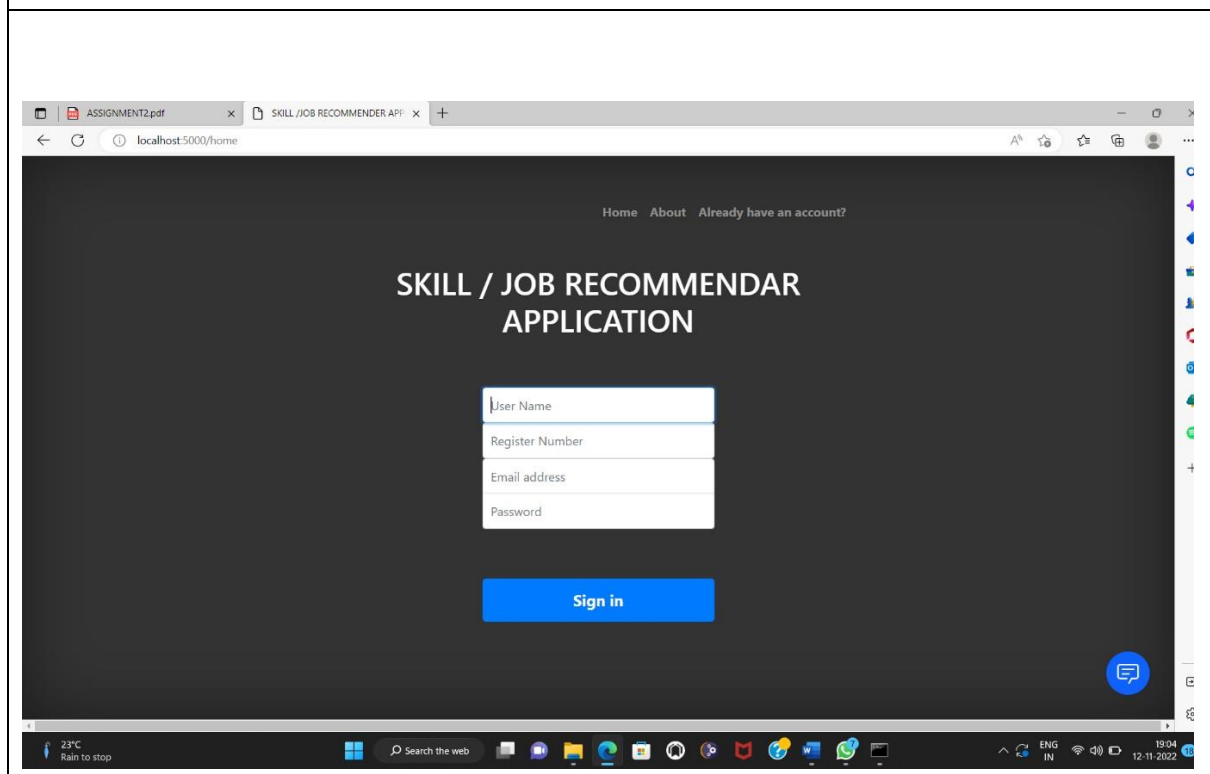 ASSIGNMENT2.pdf
SKILL /JOB RECOMMENDER APP
localhost:5000/home
Home About Already have an account?
SKILL / JOB RECOMMENDAR
APPLICATION
User Name
Register Number
Email address
Password
Sign in
23°C
Rain to stop
Search the web
ENG
IN
19:04
12-11-2022
18